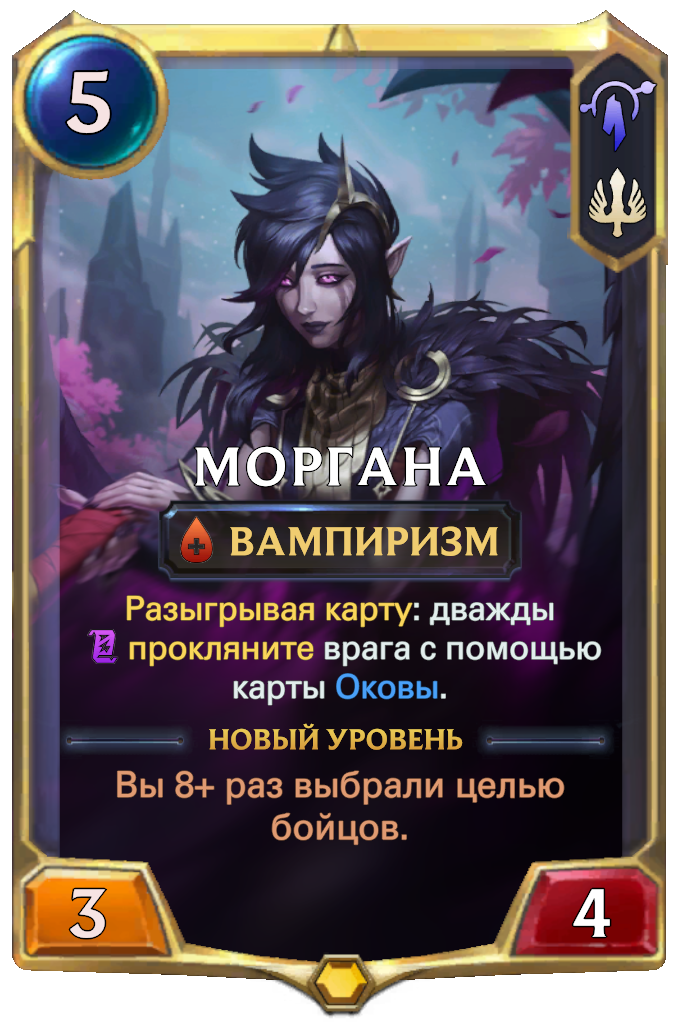 5
МОРГАНА
ВАМПИРИЗМ
Разыгрывая карту: дважды
прокляните врага с помощью
карты Оковы.
НОВЫЙ УРОВЕНЬ
Вы 8+ раз выбрали целью
бойцов.
3
4